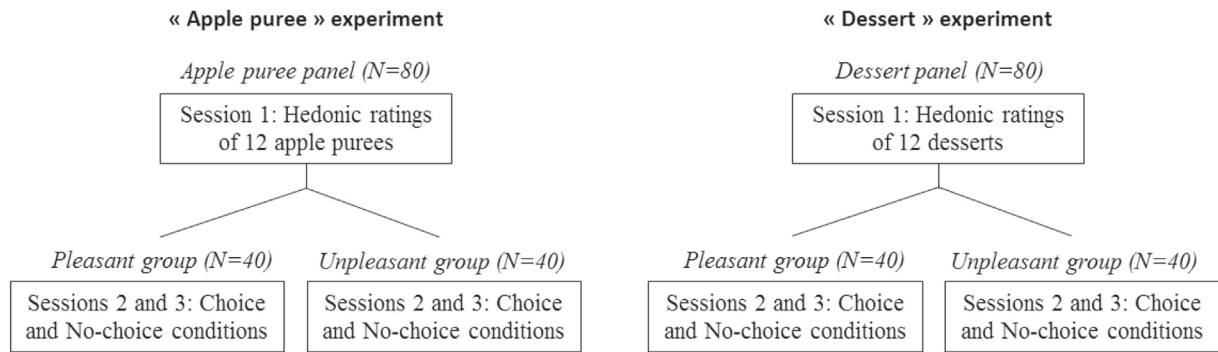 « Apple puree » experiment
Apple puree panel (N=80)
Session 1: Hedonic ratings
of 12 apple purees
Pleasant group (N=40)
Unpleasant group (N=40)
Sessions 2 and 3: Choice
and No-choice conditions
Sessions 2 and 3: Choice
and No-choice conditions
« Dessert » experiment
Dessert panel (N=80)
Session 1: Hedonic ratings
of 12 desserts
Pleasant group (N=40)
Unpleasant group (N=40)
Sessions 2 and 3: Choice
and No-choice conditions
Sessions 2 and 3: Choice
and No-choice conditions